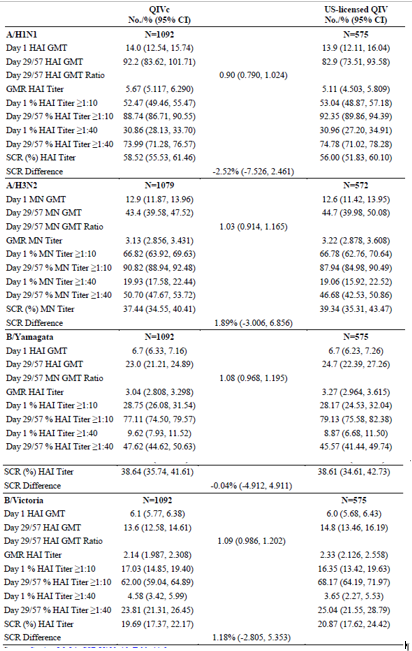 QIVc US-licensed QIV
No./% (95% CI) No./% (95% CI)
A/H1N1 N=1092 N=575
Day 1 HAI GMT 14.0 (12.54, 15.74) 13.9 (12.11, 16.04)
Day 29/57 HAI GMT 92.2 (83.62, 101.71) 82.9 (73.51, 93.58)
Day 29/57 HAI GMT Ratio 0.90 (0.790, 1.024)
GMR HAI Titer 5.67 (5.117, 6.290) 5.11 (4.503, 5.809)
Day 1 % HAI Titer ≥1:10 52.47 (49.46, 55.47) 53.04 (48.87, 57.18)
Day 29/57 % HAI Titer ≥1:10 88.74 (86.71, 90.55) 92.35 (89.86, 94.39)
Day 1 % HAI Titer ≥1:40 30.86 (28.13, 33.70) 30.96 (27.20, 34.91)
Day 29/57 % HAI Titer ≥1:40 73.99 (71.28, 76.57) 74.78 (71.02, 78.28)
SCR (%) HAI Titer 58.52 (55.53, 61.46) 56.00 (51.83, 60.10)
SCR Difference -2.52% (-7.526, 2.461)
A/H3N2 N=1079 N=572
Day 1 MN GMT 12.9 (11.87, 13.96) 12.6 (11.42, 13.95)
Day 29/57 MN GMT 43.4 (39.58, 47.52) 44.7 (39.98, 50.08)
Day 29/57 MN GMT Ratio 1.03 (0.914, 1.165)
GMR MN Titer 3.13 (2.856, 3.431) 3.22 (2.878, 3.608)
Day 1 % MN Titer ≥1:10 66.82 (63.92, 69.63) 66.78 (62.76, 70.64)
Day 29/57 % MN Titer ≥1:10 90.82 (88.94, 92.48) 87.94 (84.98, 90.49)
Day 1 % MN Titer ≥1:40 19.93 (17.58, 22.44) 19.06 (15.92, 22.52)
Day 29/57 % MN Titer ≥1:40 50.70 (47.67, 53.72) 46.68 (42.53, 50.86)
SCR (%) MN Titer 37.44 (34.55, 40.41) 39.34 (35.31, 43.47)
SCR Difference 1.89% (-3.006, 6.856)
B/Yamagata N=1092 N=575
Day 1 HAI GMT 6.7 (6.33, 7.16) 6.7 (6.23, 7.26)
Day 29/57 HAI GMT 23.0 (21.21, 24.89) 24.7 (22.39, 27.26)
Day 29/57 MN GMT Ratio 1.08 (0.968, 1.195)
GMR HAI Titer 3.04 (2.808, 3.298) 3.27 (2.964, 3.615)
Day 1 % HAI Titer ≥1:10 28.75 (26.08, 31.54) 28.17 (24.53, 32.04)
Day 29/57 % HAI Titer ≥1:10 77.11 (74.50, 79.57) 79.13 (75.58, 82.38)
Day 1 % HAI Titer ≥1:40 9.62 (7.93, 11.52) 8.87 (6.68, 11.50)
Day 29/57 % HAI Titer ≥1:40 47.62 (44.62, 50.63) 45.57 (41.44, 49.74)
SCR (%) HAI Titer 38.64 (35.74, 41.61) 38.61 (34.61, 42.73)
SCR Difference -0.04% (-4.912, 4.911)
B/Victoria N=1092 N=575
Day 1 HAI GMT 6.1 (5.77, 6.38) 6.0 (5.68, 6.43)
Day 29/57 HAI GMT 13.6 (12.58, 14.61) 14.8 (13.46, 16.19)
Day 29/57 HAI GMT Ratio 1.09 (0.986, 1.202)
GMR HAI Titer 2.14 (1.987, 2.308) 2.33 (2.126, 2.558)
Day 1 % HAI Titer ≥1:10 17.03 (14.85, 19.40) 16.35 (13.42, 19.63)
Day 29/57 % HAI Titer ≥1:10 62.00 (59.04, 64.89) 68.17 (64.19, 71.97)
Day 1 % HAI Titer ≥1:40 4.58 (3.42, 5.99) 3.65 (2.27, 5.53)
Day 29/57 % HAI Titer ≥1:40 23.81 (21.31, 26.45) 25.04 (21.55, 28.79)
SCR (%) HAI Titer 19.69 (17.37, 22.17) 20.87 (17.62, 24.42)
SCR Difference 1.18% (-2.805, 5.353)